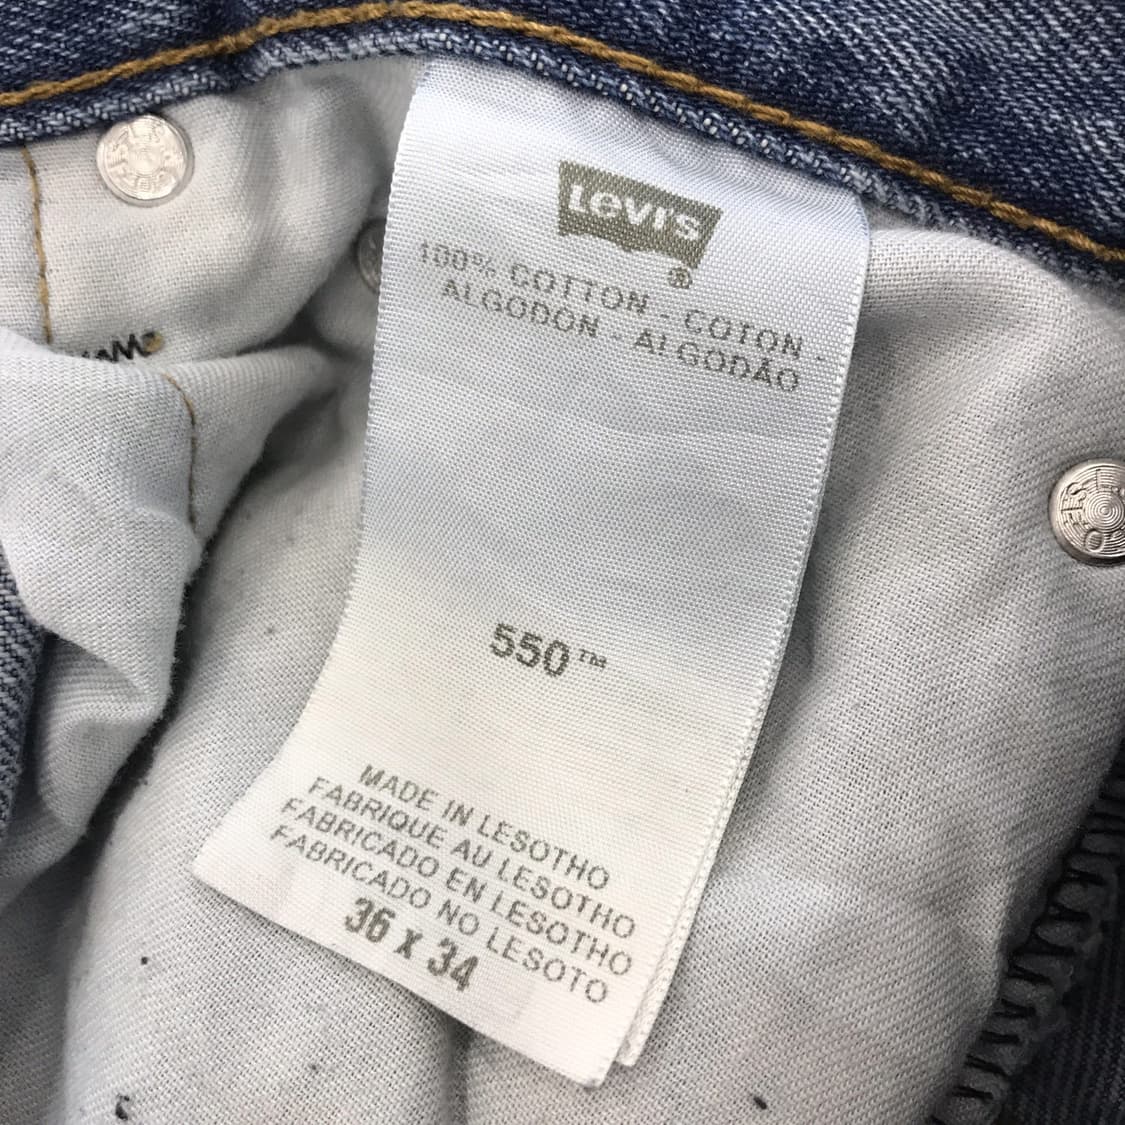 Levi's
®
100% COTTON - COTON -
ALGODÓN - ALGODÃO
550™
MADE IN LESOTHO
FABRIQUE AU LESOTHO
FABRICADO EN LESOTHO
FABRICADO NO LESOTO
36 x 34